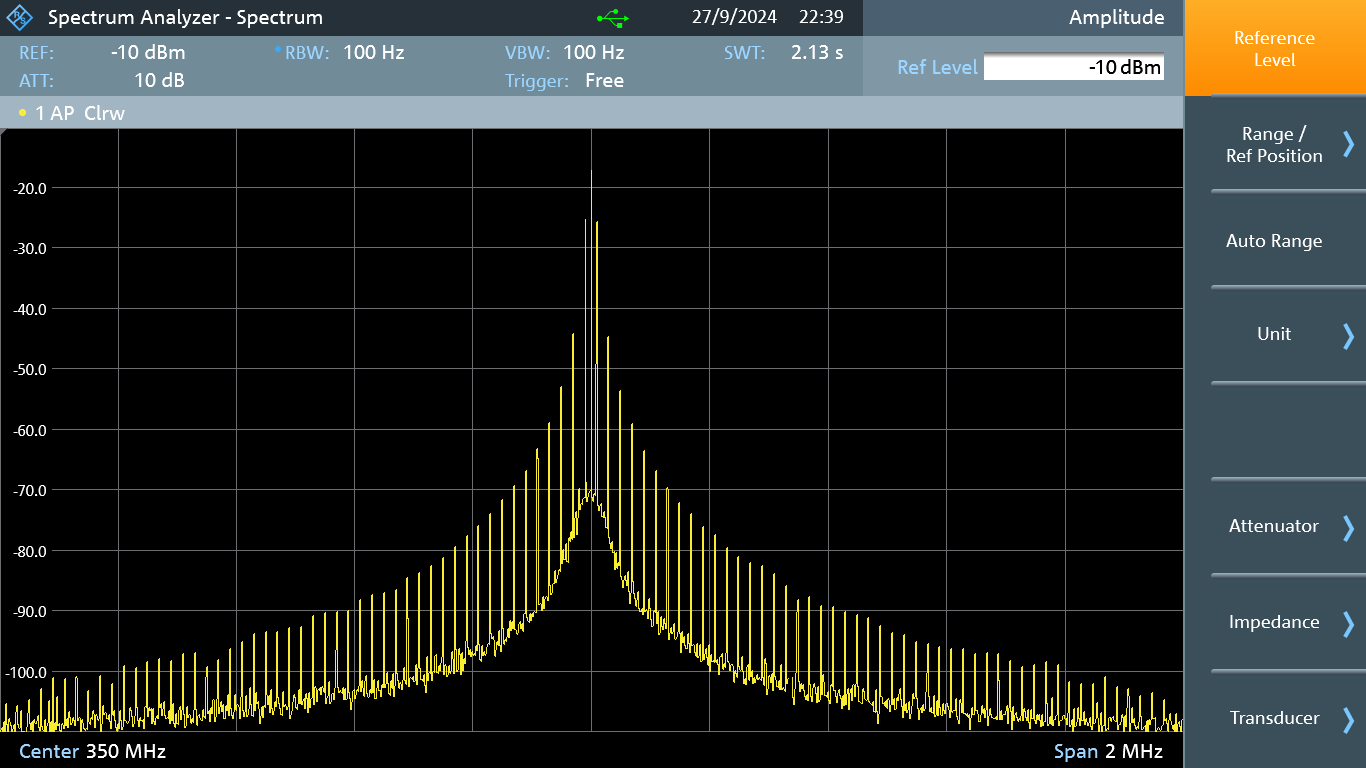 Spectrum Analyzer - Spectrum 27/9/2024 22:39 Amplitude
REF: -10 dBm RBW: 100 Hz VBW: 100 Hz SWT: 2.13 s
ATT: 10 dB Trigger: Free
Ref Level -10 dBm
1 AP Clrw
-20.0
-30.0
-40.0
-50.0
-60.0
-70.0
-80.0
-90.0
-100.0
Center 350 MHz Span 2 MHz
Reference
Level
Range /
Ref Position
Auto Range
Unit
Attenuator
Impedance
Transducer